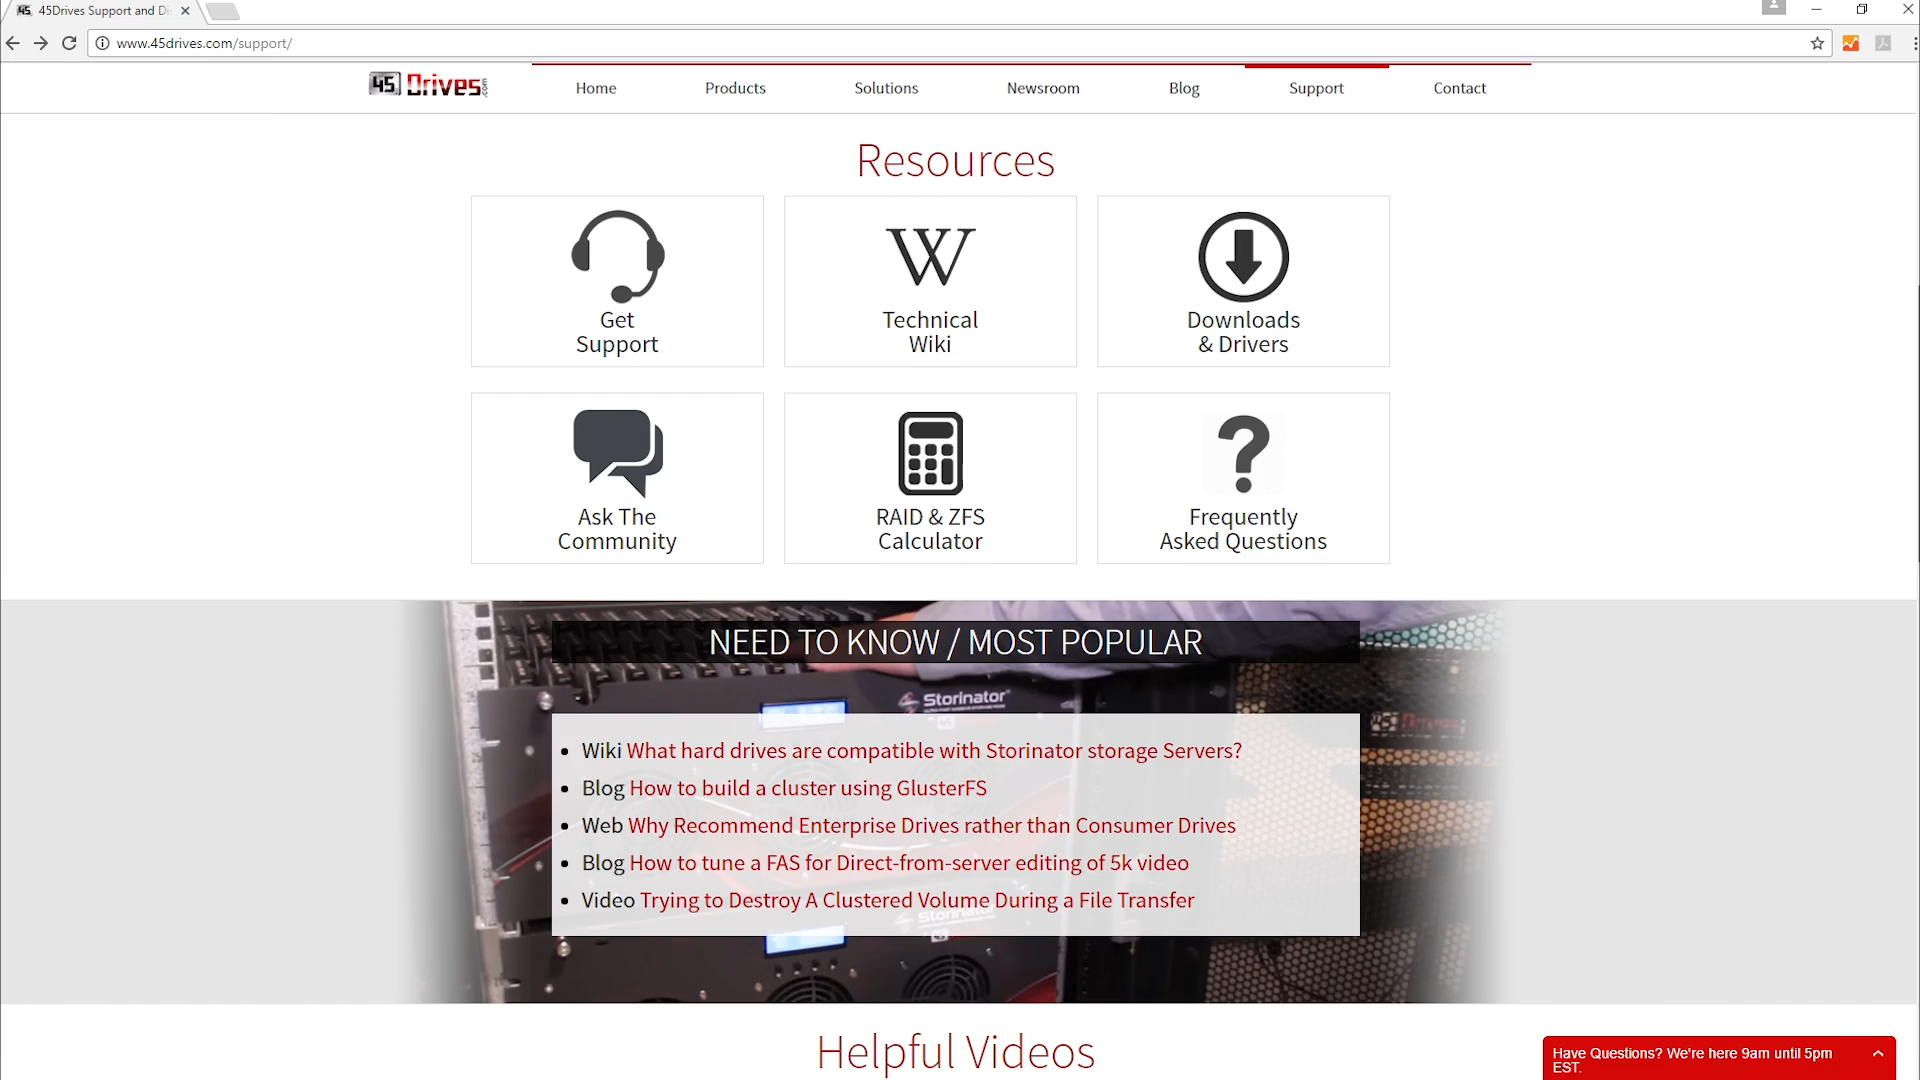 45Drives Support and Di
www.45drives.com/support/
45 Drives.com
Home
Products
Solutions
Newsroom
Blog
Support
Contact
Resources
Get
Support
W
Technical
Wiki
Downloads
& Drivers
Ask The
Community
RAID & ZFS
Calculator
?
Frequently
Asked Questions
NEED TO KNOW / MOST POPULAR
Storinator
45
• Wiki What hard drives are compatible with Storinator storage Servers?
• Blog How to build a cluster using GlusterFS
• Web Why Recommend Enterprise Drives rather than Consumer Drives
• Blog How to tune a FAS for Direct-from-server editing of 5k video
• Video Trying to Destroy A Clustered Volume During a File Transfer
Storinator
Helpful Videos
Have Questions? We're here 9am until 5pm
EST.